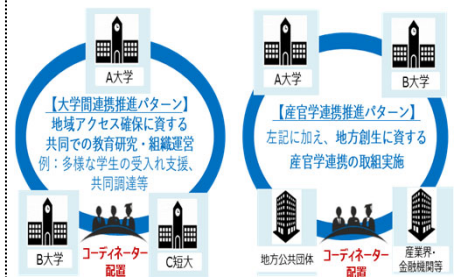 A大学
【大学間連携推進パターン】
地域アクセス確保に資する
共同での教育研究・組織運営
例：多様な学生の受入れ支援、
共同調達等
B大学
コーディネーター
配置
C短大
A大学
B大学
【産官学連携推進パターン】
左記に加え、地方創生に資する
産官学連携の取組実施
地方公共団体
コーディネーター
配置
産業界・
金融機関等